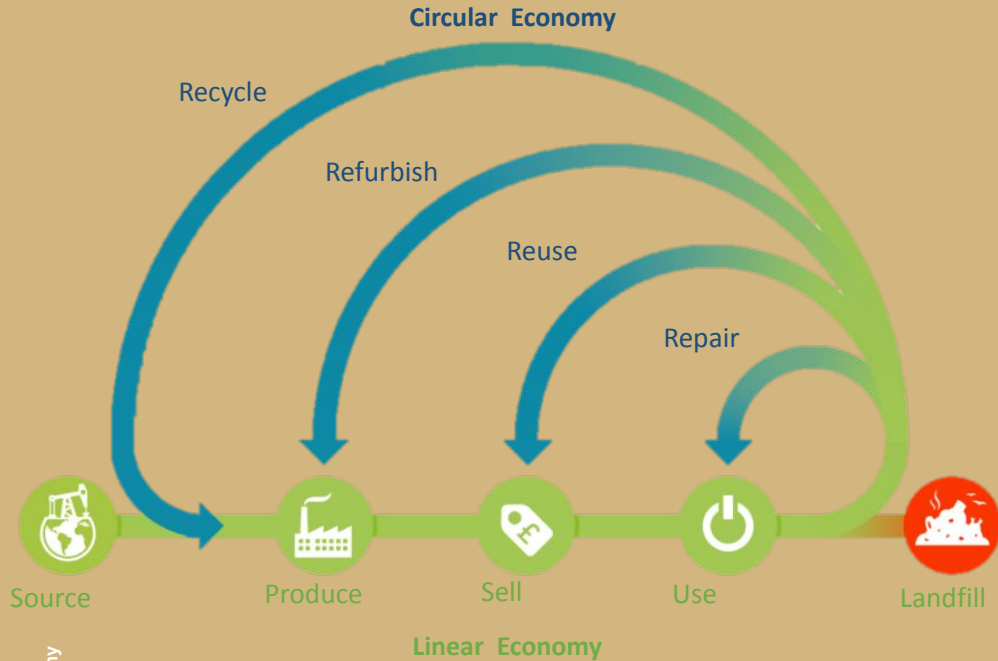 Circular Economy
Recycle
Refurbish
Reuse
Repair
£
Source
Produce
Sell
Use
Landfill
Linear Economy